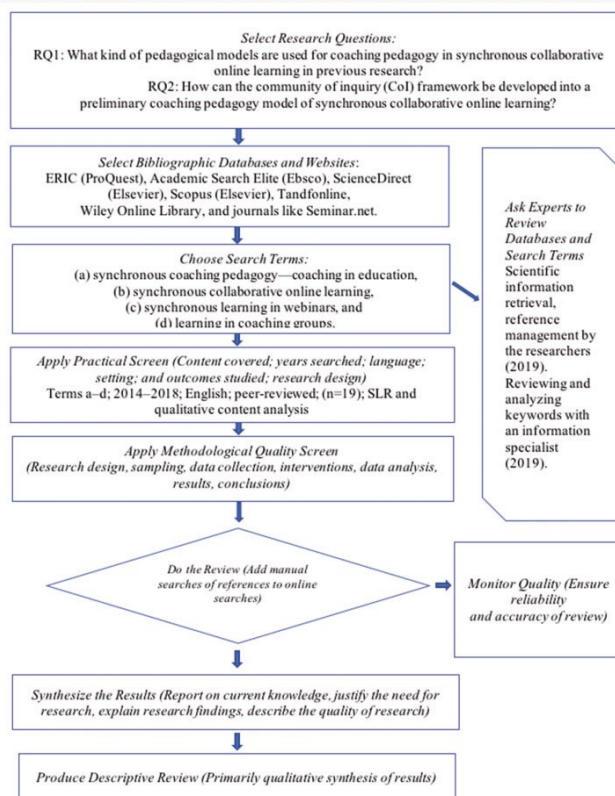 Select Research Questions:
RQ1: What kind of pedagogical models are used for coaching pedagogy in synchronous collaborative
online learning in previous research?
RQ2: How can the community of inquiry (CoI) framework be developed into a
preliminary coaching pedagogy model of synchronous collaborative online learning?
Select Bibliographic Databases and Websites:
ERIC (ProQuest), Academic Search Elite (Ebsco), ScienceDirect
(Elsevier), Scopus (Elsevier), Tandfonline,
Wiley Online Library, and journals like Seminar.net.
Choose Search Terms:
(a) synchronous coaching pedagogy—coaching in education,
(b) synchronous collaborative online learning,
(c) synchronous learning in webinars, and
(d) learning in coaching groups.
Ask Experts to
Review
Databases and
Search Terms
Scientific
information
retrieval,
reference
management by
the researchers
(2019).
Reviewing and
analyzing
keywords with
an information
specialist
(2019).
Apply Practical Screen (Content covered; years searched; language;
setting; and outcomes studied; research design)
Terms a–d; 2014–2018; English; peer-reviewed; (n=19); SLR and
qualitative content analysis
Apply Methodological Quality Screen
(Research design, sampling, data collection, interventions, data analysis,
results, conclusions)
Do the Review (Add manual
searches of references to online
searches)
Monitor Quality (Ensure
reliability
and accuracy of review)
Synthesize the Results (Report on current knowledge, justify the need for
research, explain research findings, describe the quality of research)
Produce Descriptive Review (Primarily qualitative synthesis of results)